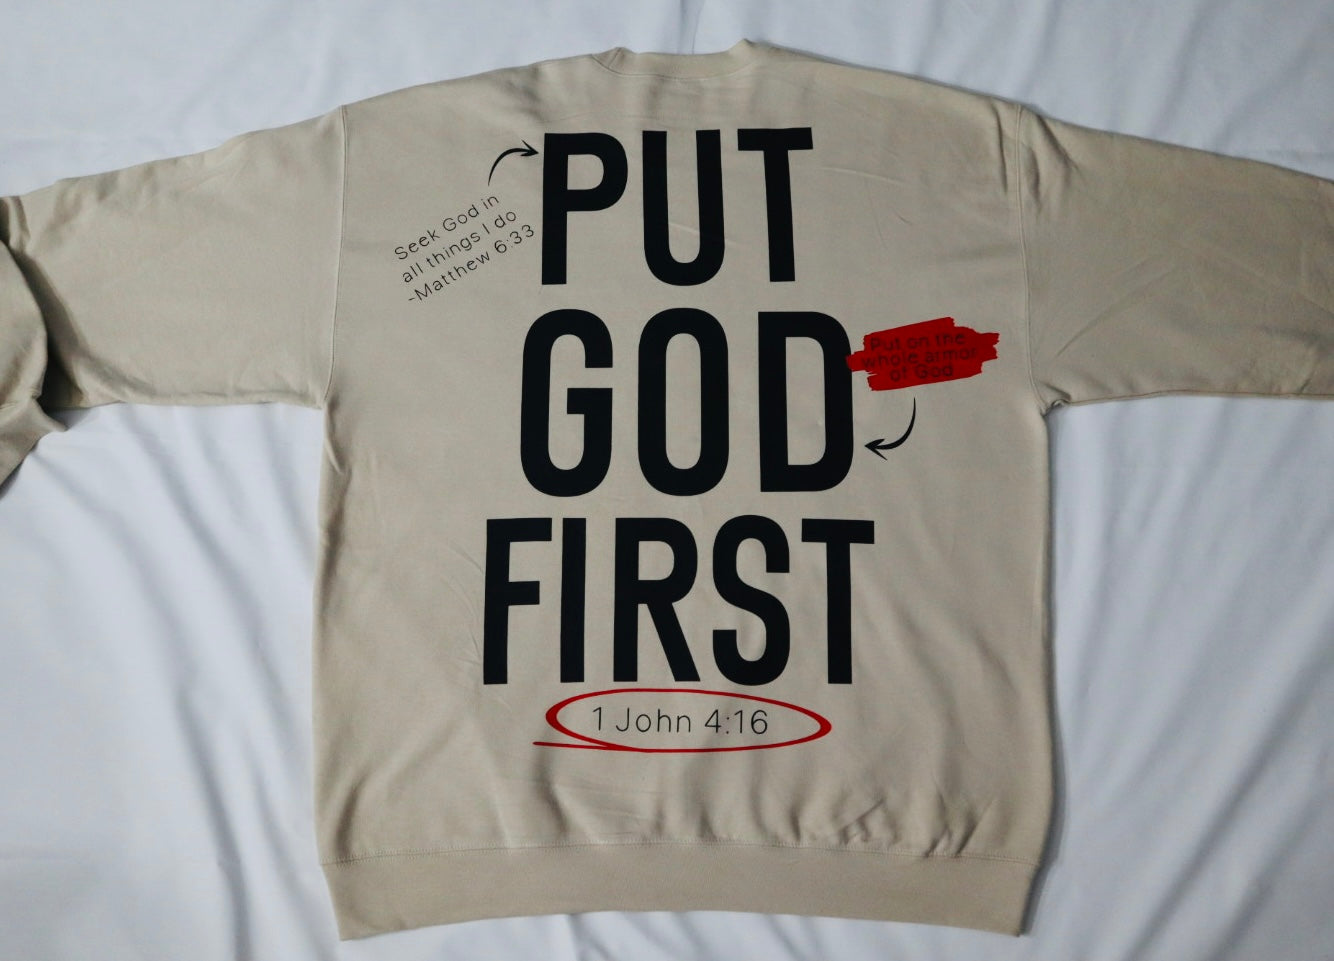 PUT
Seek God in
all things I do
-Matthew 6:33
GOD
Put on the
whole armor
of God
FIRST
1 John 4:16